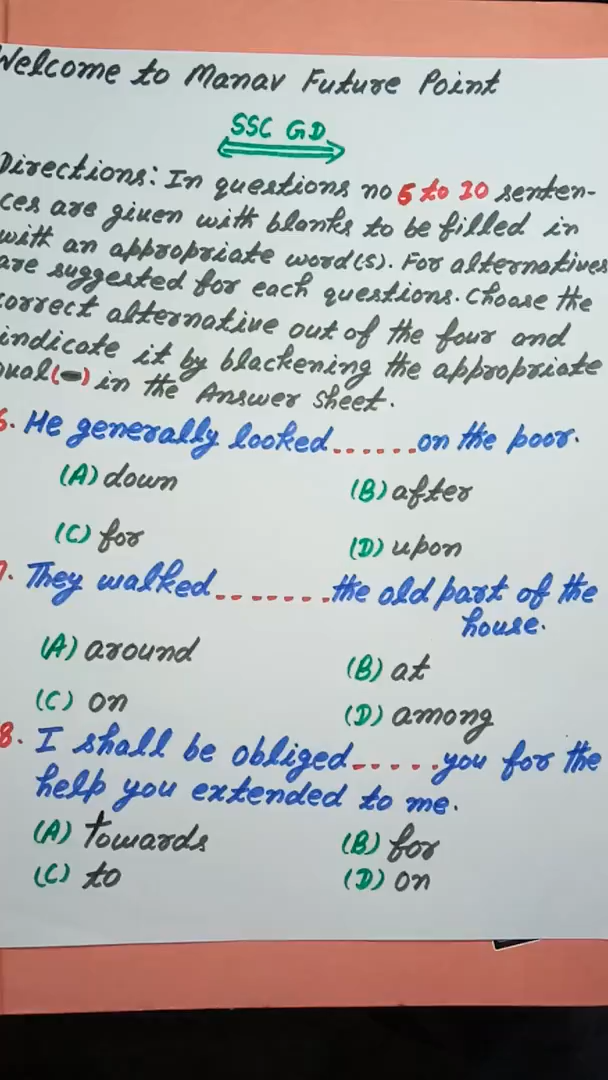 Welcome to Manav Future Point
SSC GD
Directions: In questions no 5 to 10 senten-
ces are given with blanks to be filled in
with an appropriate word(s). For alternatives
are suggested for each questions. Choose the
correct alternative out of the four and
indicate it by blackening the appropriate
oval (-) in the Answer sheet.
6. He generally looked......on the poor.
(A) down (B) after
(C) for (D) upon
7. They walked.......the old part of the
house.
(A) around (B) at
(C) on (D) among
8. I shall be obliged.....you for the
help you extended to me.
(A) towards (B) for
(C) to (D) on